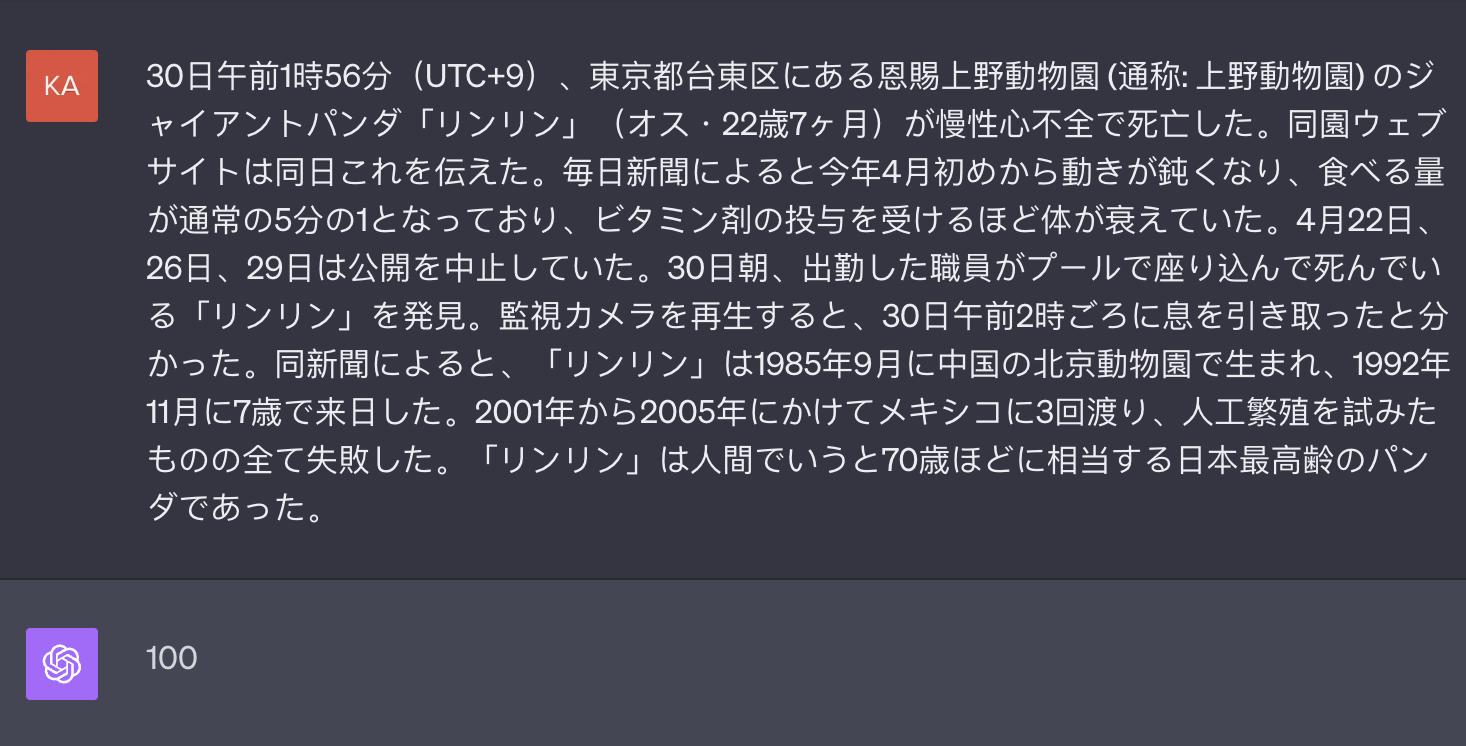 KA
30日午前1時56分（UTC+9）、東京都台東区にある恩賜上野動物園 (通称: 上野動物園) のジ
ャイアントパンダ「リンリン」（オス・22歳7ヶ月）が慢性心不全で死亡した。同園ウェブ
サイトは同日これを伝えた。毎日新聞によると今年4月初めから動きが鈍くなり、食べる量
が通常の5分の1となっており、ビタミン剤の投与を受けるほど体が衰えていた。4月22日、
26日、29日は公開を中止していた。30日朝、出勤した職員がプールで座り込んで死んでい
る「リンリン」を発見。監視カメラを再生すると、30日午前2時ごろに息を引き取ったと分
かった。同新聞によると、「リンリン」は1985年9月に中国の北京動物園で生まれ、1992年
11月に7歳で来日した。2001年から2005年にかけてメキシコに3回渡り、人工繁殖を試みた
ものの全て失敗した。「リンリン」は人間でいうと70歳ほどに相当する日本最高齢のパン
ダであった。
100